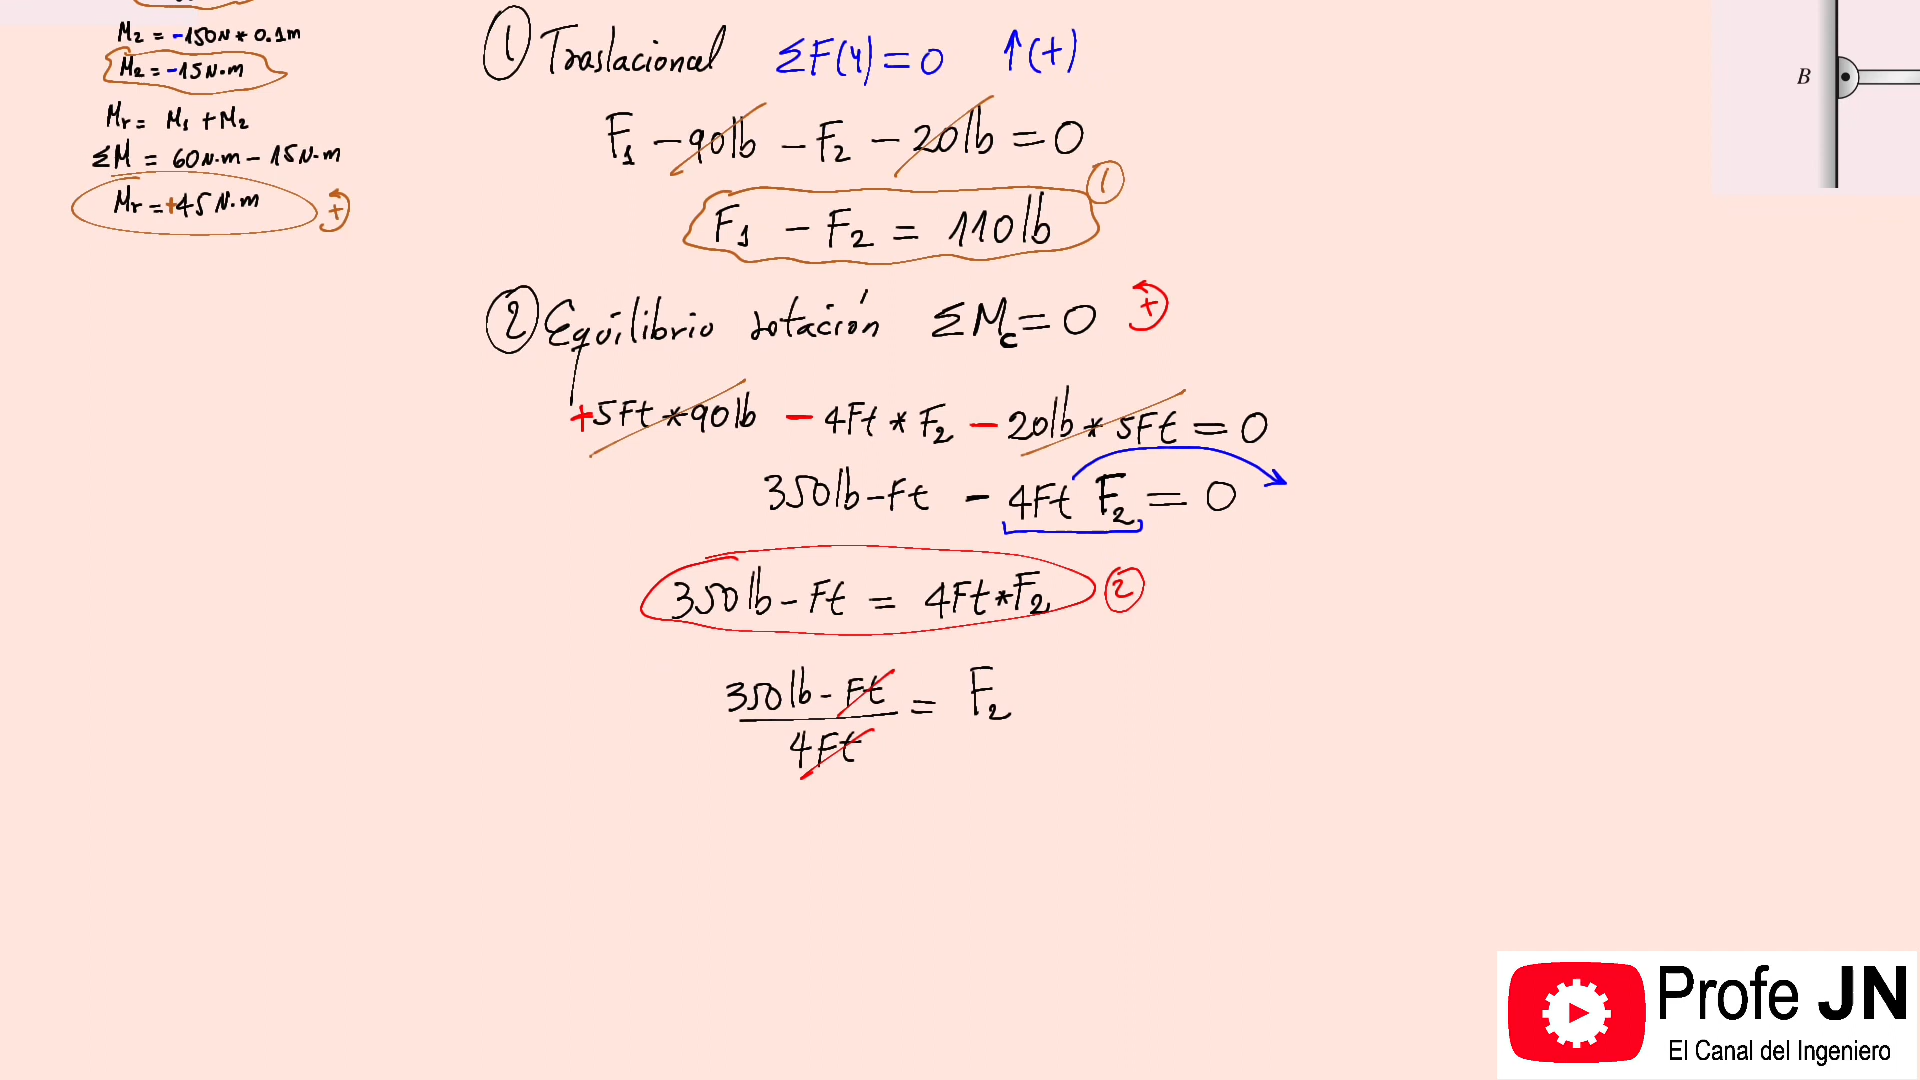 M2 = -150N * 0.1m
M2 = -15N·m
Mr = M1 + M2
ΣM = 60N·m - 15N·m
Mr = +45N·m +
① Traslacional ΣF(y) = 0 ↑(+)
F1 - 90lb - F2 - 20lb = 0
F1 - F2 = 110lb ①
② Equilibrio rotación ΣMc = 0 +
+5Ft * 90lb - 4Ft * F2 - 20lb * 5Ft = 0
350lb-Ft - 4Ft F2 = 0
350lb-Ft = 4Ft * F2 ②
350lb-Ft / 4Ft = F2
B
Profe JN
El Canal del Ingeniero